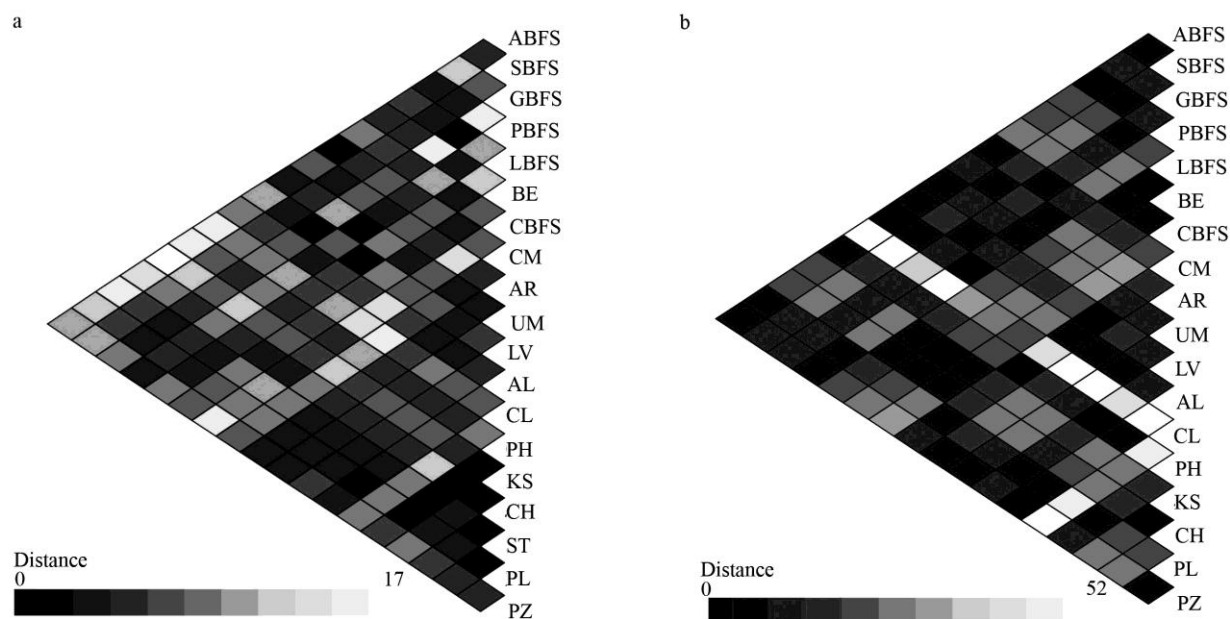 a
ABFS
SBFS
GBFS
PBFS
LBFS
BE
CBFS
CM
AR
UM
LV
AL
CL
PH
KS
CH
ST
PL
PZ
Distance
0 17
b
ABFS
SBFS
GBFS
PBFS
LBFS
BE
CBFS
CM
AR
UM
LV
AL
CL
PH
KS
CH
PL
PZ
Distance
0 52